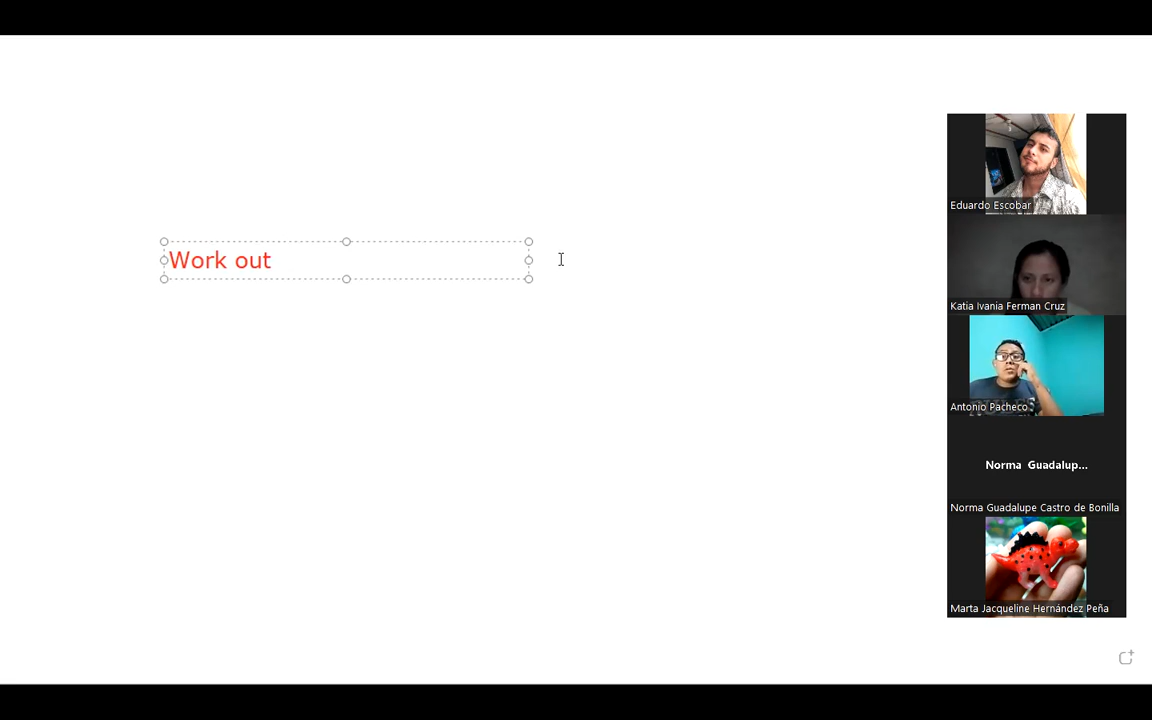 Work out
Eduardo Escobar
Katia Ivania Ferman Cruz
Antonio Pacheco
Norma Guadalup...
Norma Guadalupe Castro de Bonilla
Marta Jacqueline Hernández Peña